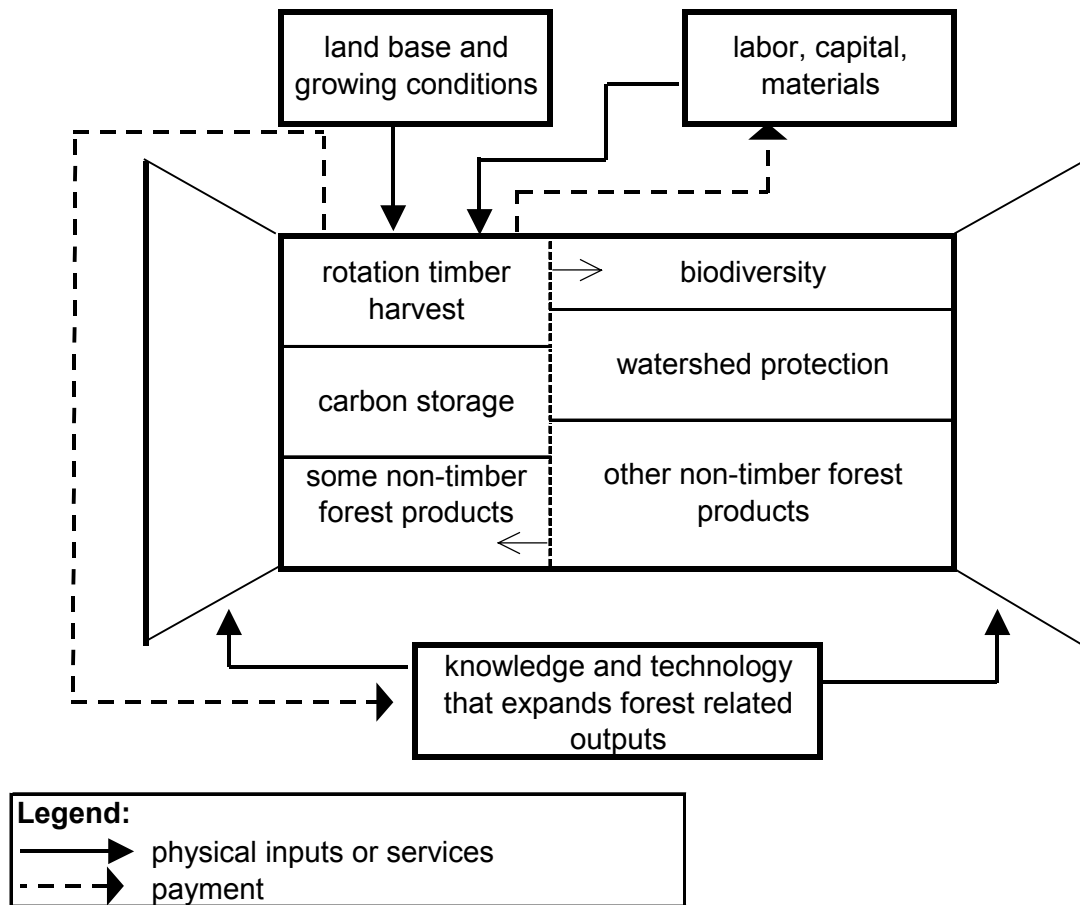 land base and
growing conditions
labor, capital,
materials
rotation timber
harvest
biodiversity
carbon storage
watershed protection
some non-timber
forest products
other non-timber forest
products
knowledge and technology
that expands forest related
outputs
Legend:
physical inputs or services
payment